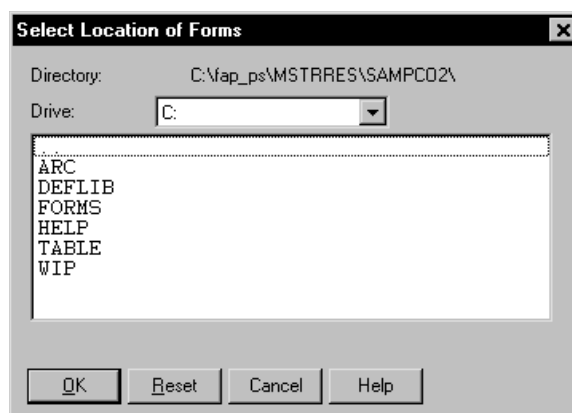 Select Location of Forms
Directory: C:\fap_ps\MSTRRES\SAMPCO2\
Drive: C:
..
ARC
DEFLIB
FORMS
HELP
TABLE
WIP
OK Reset Cancel Help